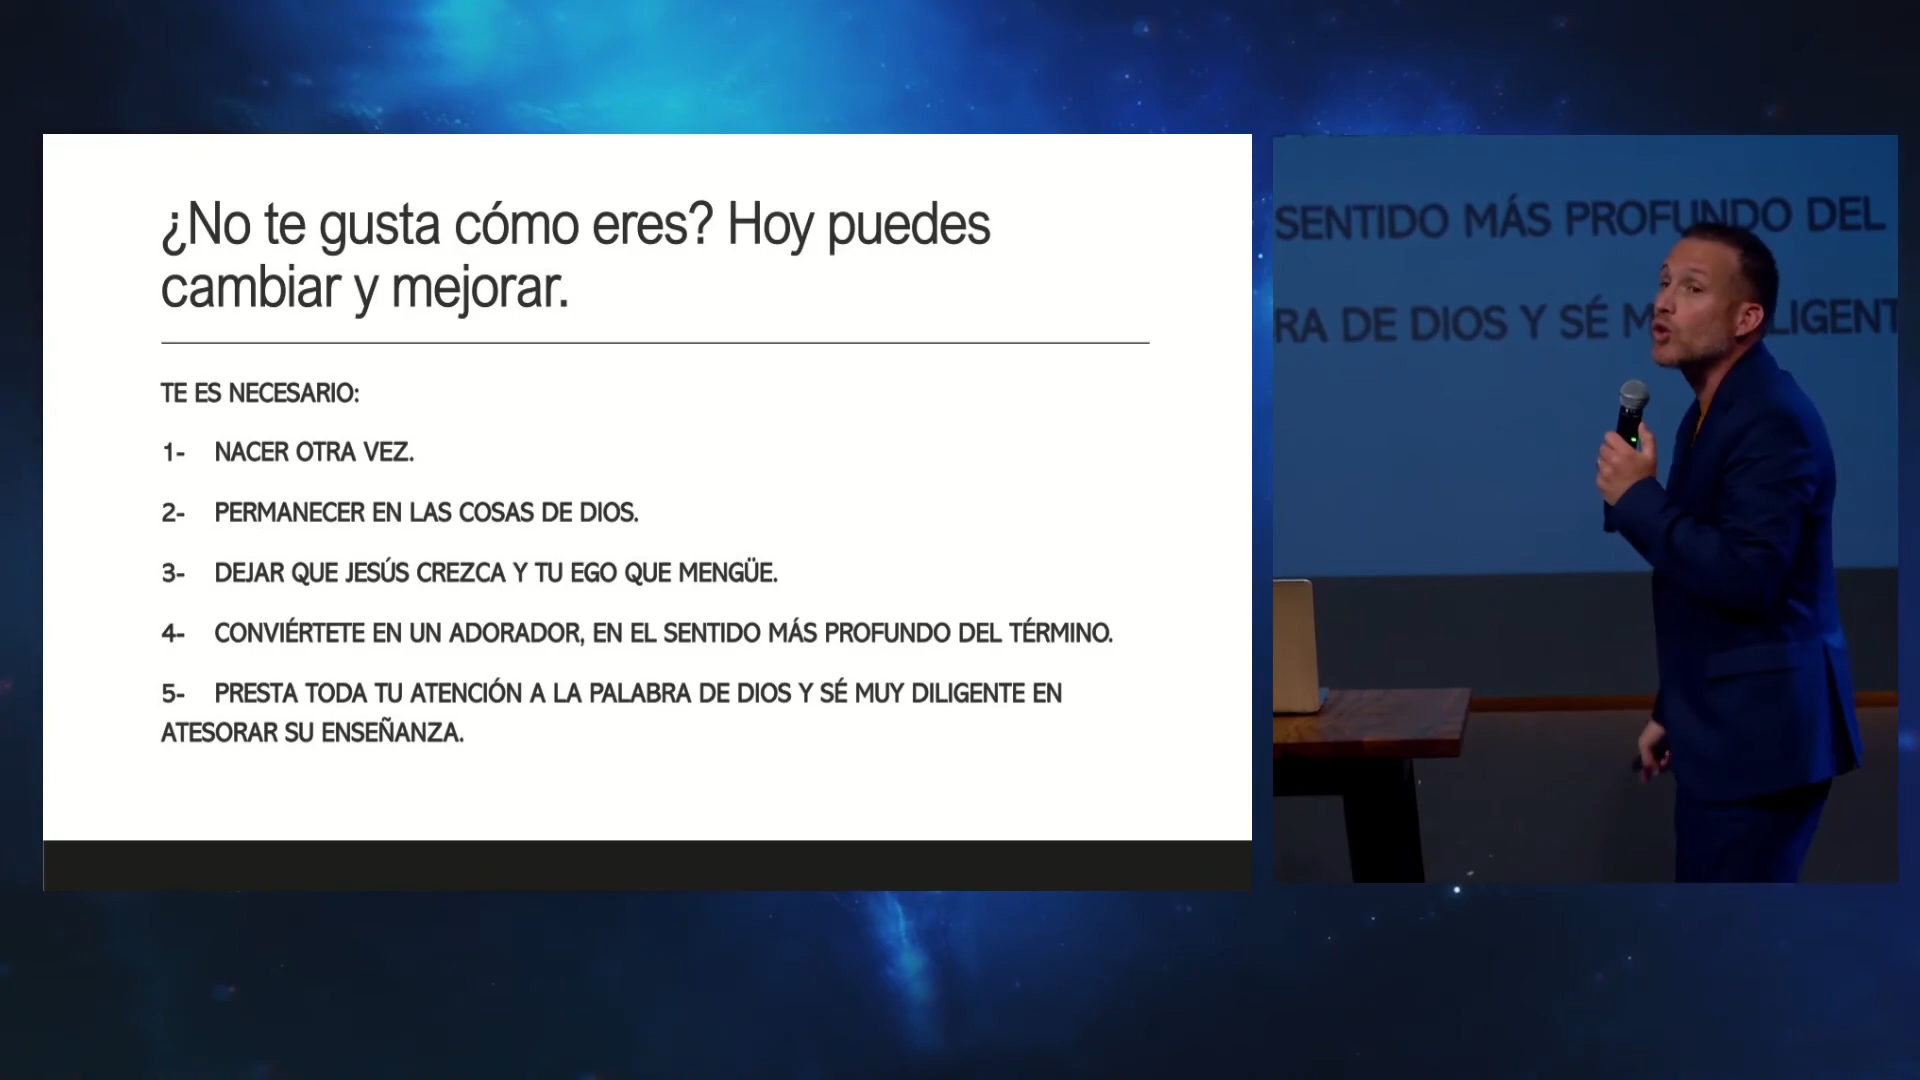 ¿No te gusta cómo eres? Hoy puedes
cambiar y mejorar.
TE ES NECESARIO:
1- NACER OTRA VEZ.
2- PERMANECER EN LAS COSAS DE DIOS.
3- DEJAR QUE JESÚS CREZCA Y TU EGO QUE MENGÜE.
4- CONVIÉRTETE EN UN ADORADOR, EN EL SENTIDO MÁS PROFUNDO DEL TÉRMINO.
5- PRESTA TODA TU ATENCIÓN A LA PALABRA DE DIOS Y SÉ MUY DILIGENTE EN
ATESORAR SU ENSEÑANZA.
SENTIDO MÁS PROFUNDO DEL
RA DE DIOS Y SÉ M LIGENT